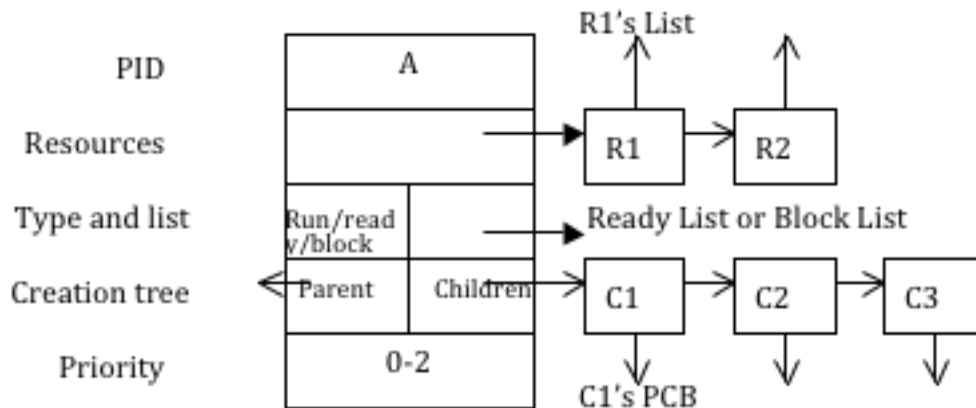 R1's List
PID A
Resources R1 R2
Type and list Run/read Ready List or Block List
y/block
Creation tree Parent Children C1 C2 C3
Priority 0-2
C1's PCB